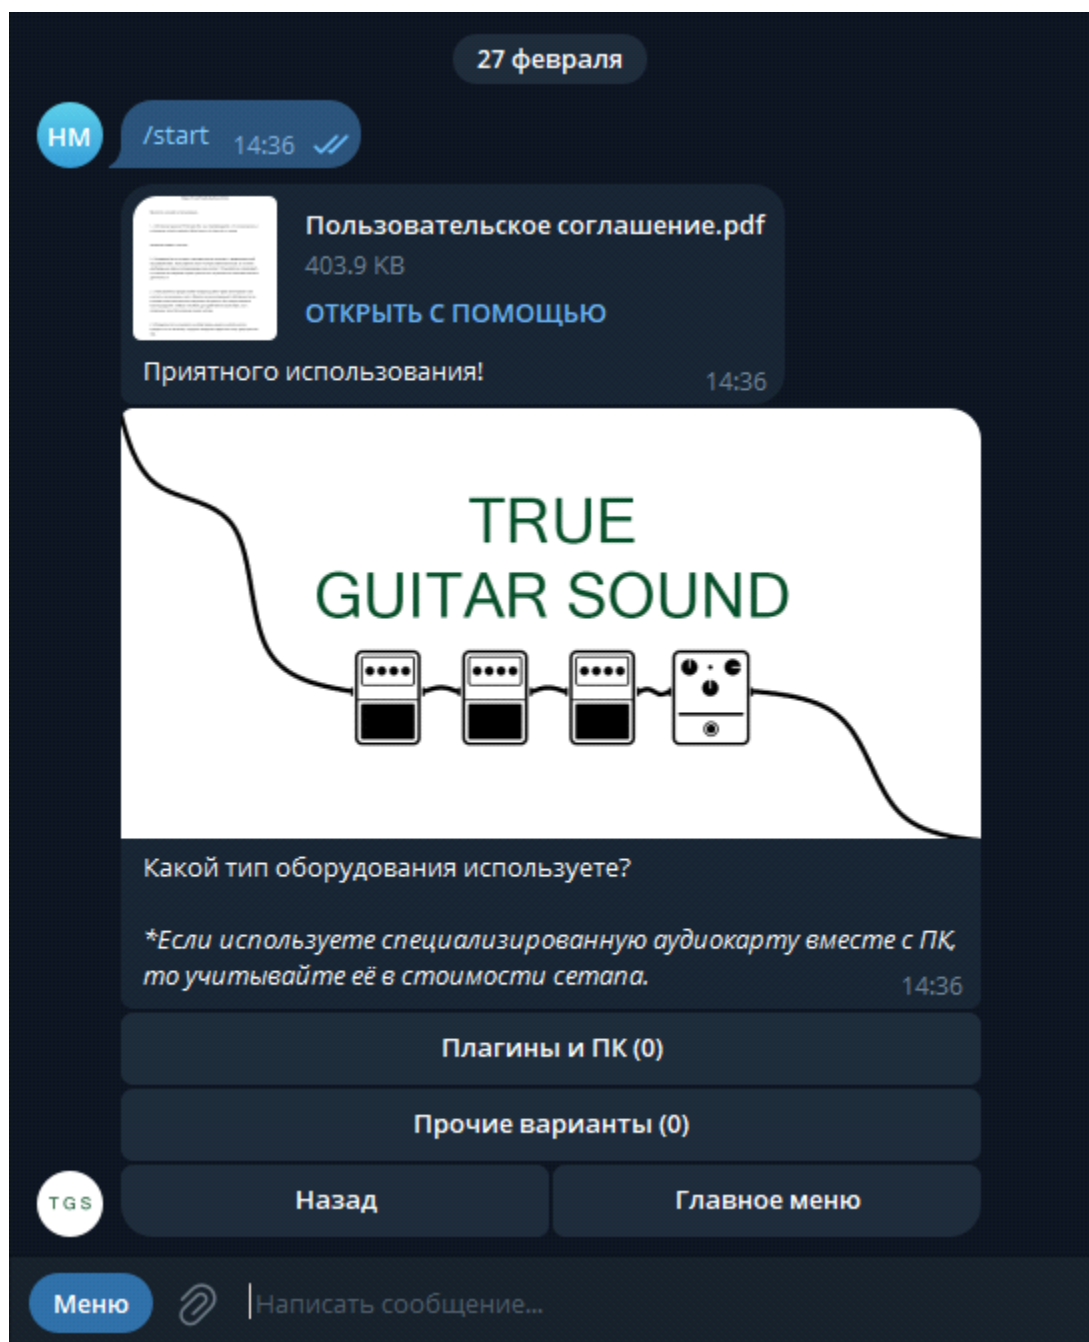 27 февраля
НМ
/start 14:36
Пользовательское соглашение.pdf
403.9 KB
ОТКРЫТЬ С ПОМОЩЬЮ
Приятного использования!
14:36
TRUE
GUITAR SOUND
Какой тип оборудования используете?
*Если используете специализированную аудиокарту вместе с ПК,
то учитывайте её в стоимости сетапа.
14:36
Плагины и ПК (0)
Прочие варианты (0)
TGS
Назад
Главное меню
Меню
Написать сообщение...